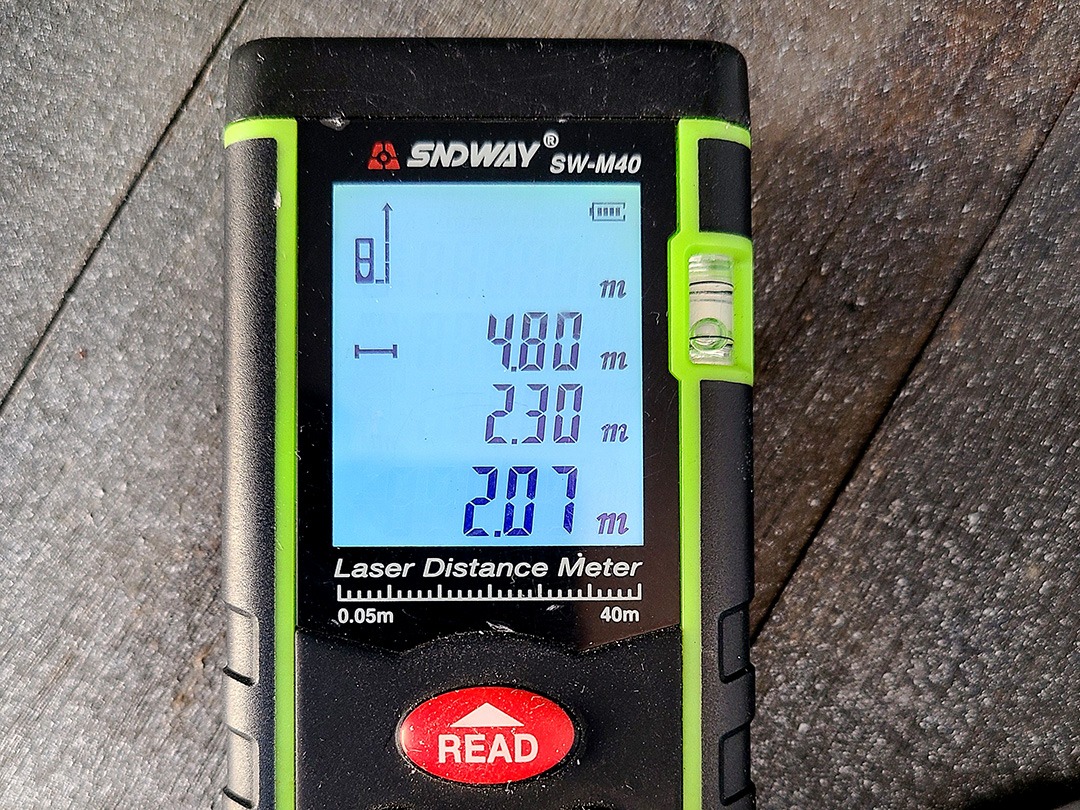 SNDWAY® SW-M40
m
4.80 m
2.30 m
2.07 m
Laser Distance Meter
0.05m 40m
READ